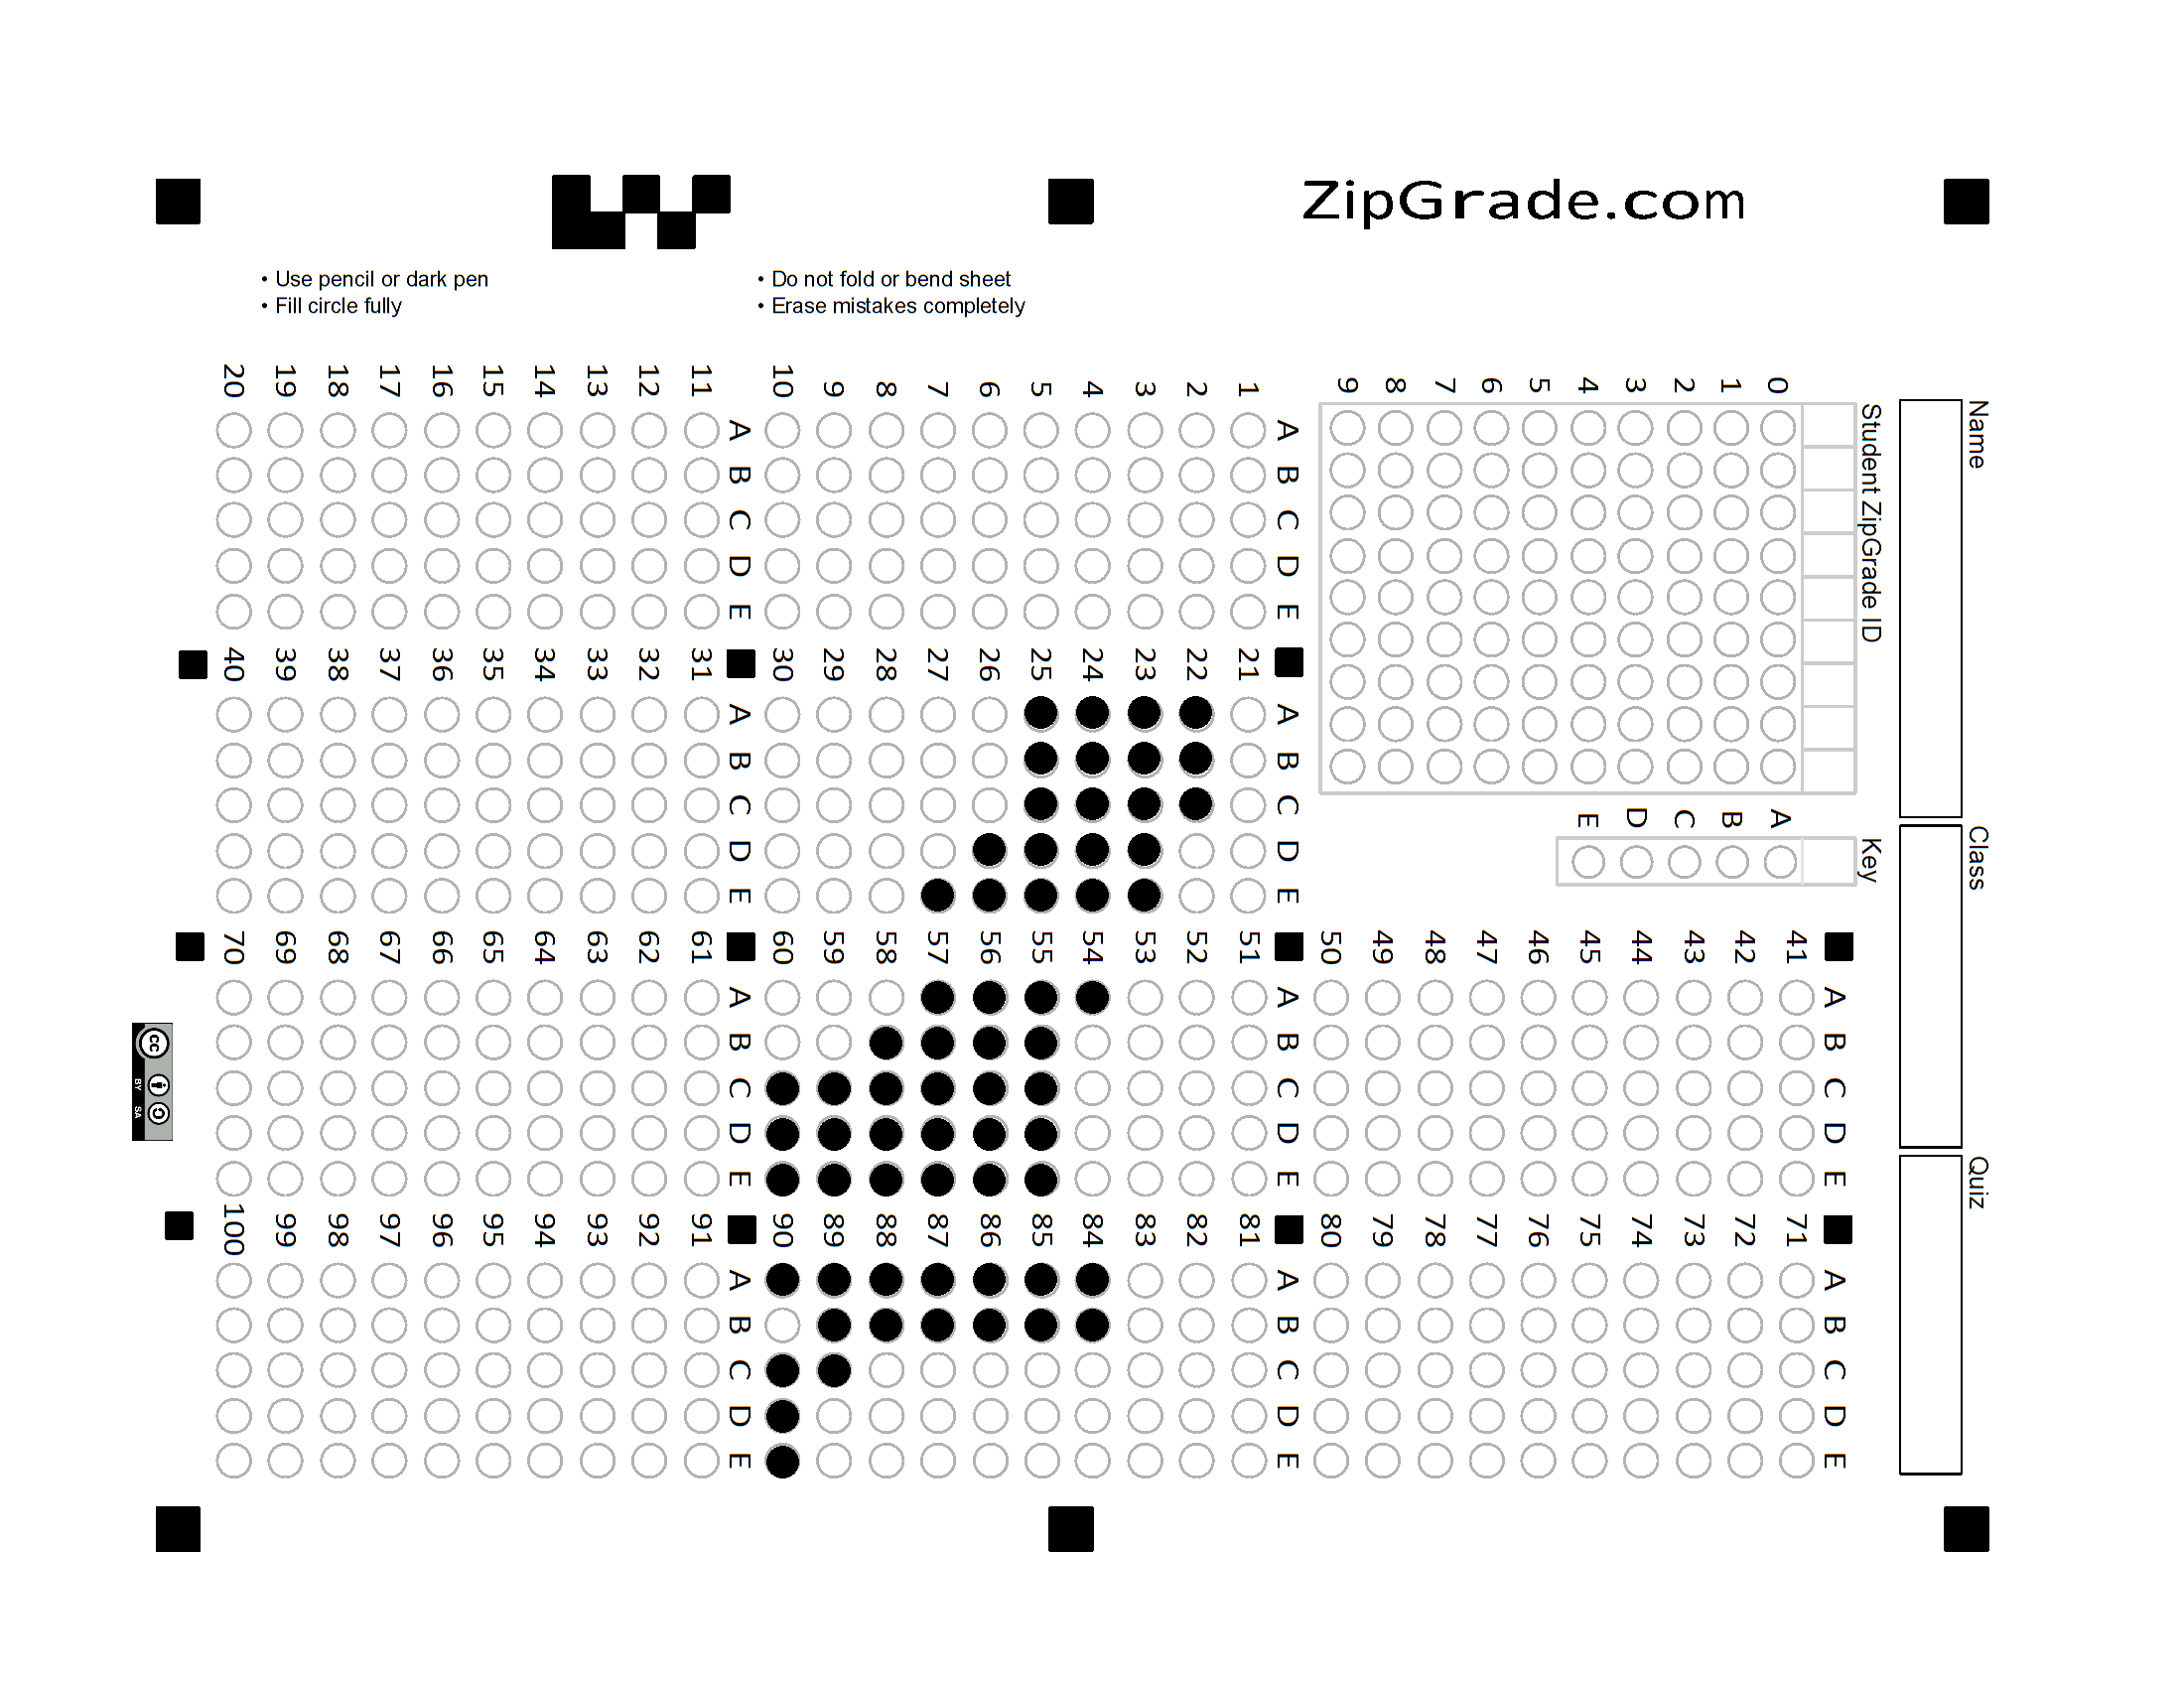 ZipGrade.com
• Use pencil or dark pen
• Fill circle fully
• Do not fold or bend sheet
• Erase mistakes completely
Name
Class
Quiz
Student ZipGrade ID
0 1 2 3 4 5 6 7 8 9
Key
A B C D E
1 2 3 4 5 6 7 8 9 10
A B C D E
11 12 13 14 15 16 17 18 19 20
A B C D E
21 22 23 24 25 26 27 28 29 30
A B C D E
31 32 33 34 35 36 37 38 39 40
A B C D E
41 42 43 44 45 46 47 48 49 50
A B C D E
51 52 53 54 55 56 57 58 59 60
A B C D E
61 62 63 64 65 66 67 68 69 70
A B C D E
71 72 73 74 75 76 77 78 79 80
A B C D E
81 82 83 84 85 86 87 88 89 90
A B C D E
91 92 93 94 95 96 97 98 99 100
A B C D E
cc
BY SA